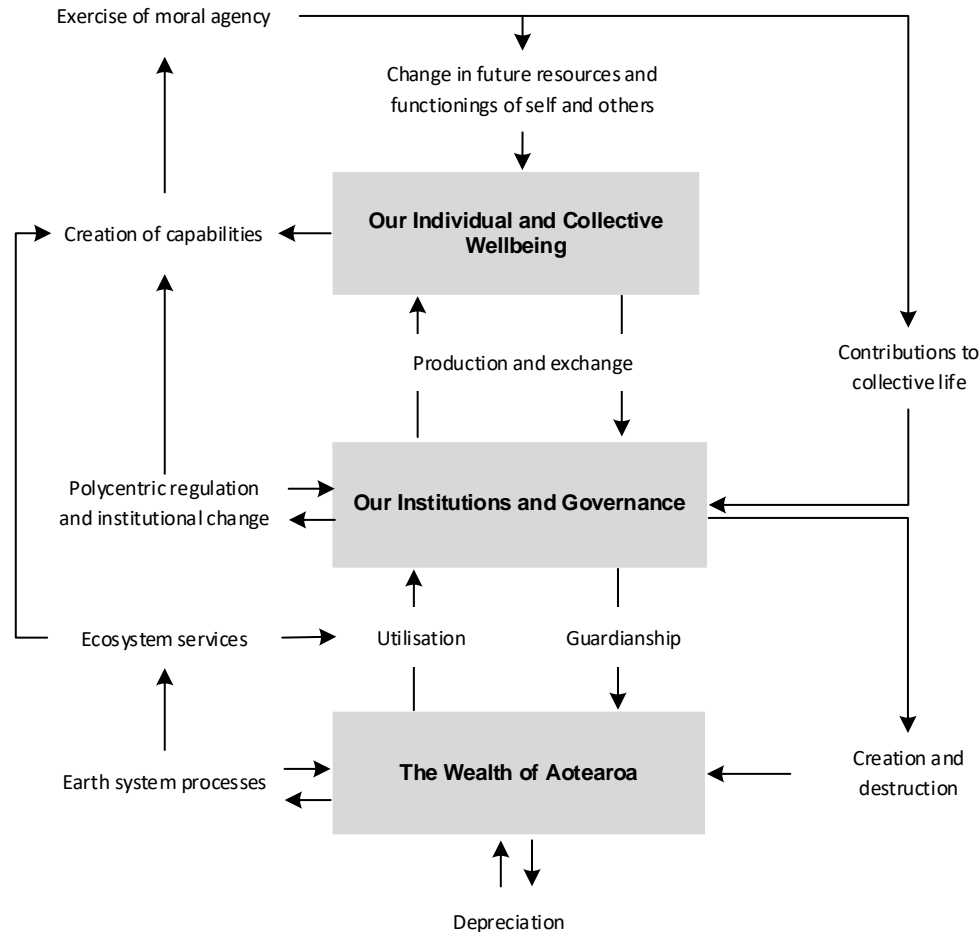 Exercise of moral agency
Change in future resources and
functionings of self and others
Our Individual and Collective
Wellbeing
Creation of capabilities
Production and exchange
Contributions to
collective life
Polycentric regulation
and institutional change
Our Institutions and Governance
Ecosystem services
Utilisation
Guardianship
Earth system processes
The Wealth of Aotearoa
Creation and
destruction
Depreciation